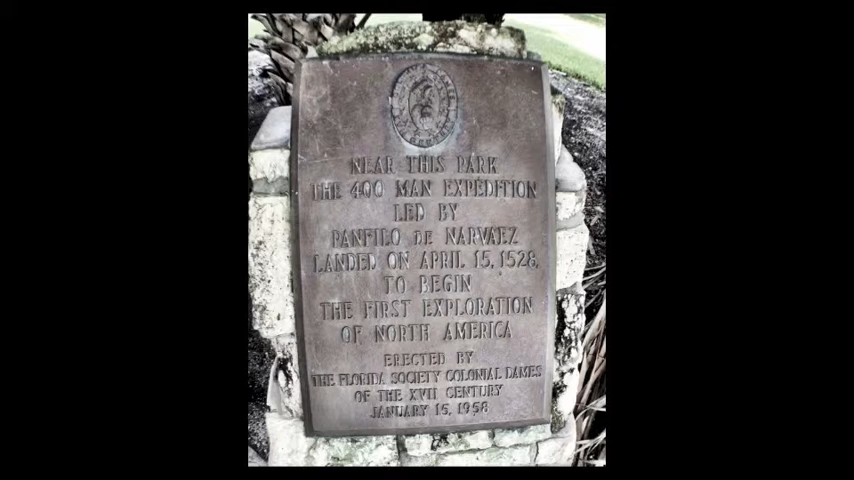 NEAR THIS PARK
THE 400 MAN EXPEDITION
LED BY
PANFILO DE NARVAEZ
LANDED ON APRIL 15, 1528,
TO BEGIN
THE FIRST EXPLORATION
OF NORTH AMERICA
ERECTED BY
THE FLORIDA SOCIETY COLONIAL DAMES
OF THE XVII CENTURY
JANUARY 15, 1958